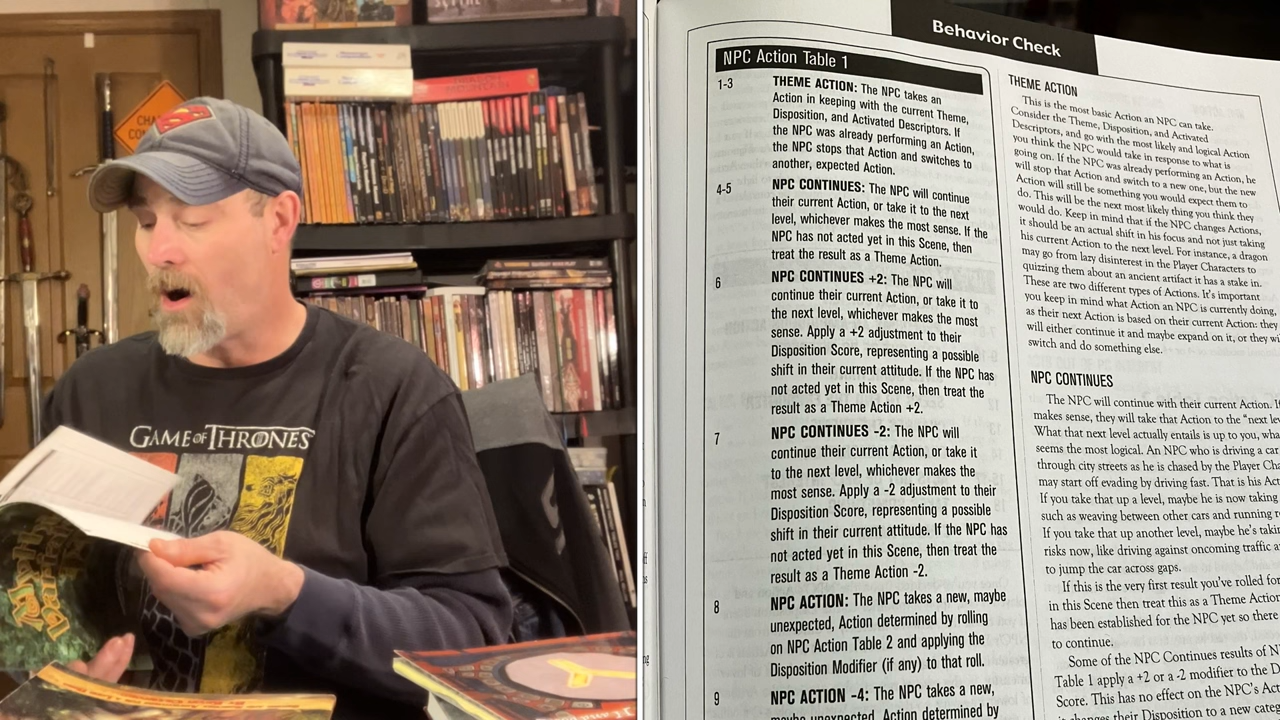 SCYTHE
CHA
CO
GAME OF THRONES
Behavior Check
NPC Action Table 1
1-3 THEME ACTION: The NPC takes an
Action in keeping with the current Theme,
Disposition, and Activated Descriptors. If
the NPC was already performing an Action,
the NPC stops that Action and switches to
another, expected Action.
4-5 NPC CONTINUES: The NPC will continue
their current Action, or take it to the next
level, whichever makes the most sense. If the
NPC has not acted yet in this Scene, then
treat the result as a Theme Action.
6 NPC CONTINUES +2: The NPC will
continue their current Action, or take it to
the next level, whichever makes the most
sense. Apply a +2 adjustment to their
Disposition Score, representing a possible
shift in their current attitude. If the NPC has
not acted yet in this Scene, then treat the
result as a Theme Action +2.
7 NPC CONTINUES -2: The NPC will
continue their current Action, or take it
to the next level, whichever makes the
most sense. Apply a -2 adjustment to their
Disposition Score, representing a possible
shift in their current attitude. If the NPC has
not acted yet in this Scene, then treat the
result as a Theme Action -2.
8 NPC ACTION: The NPC takes a new, maybe
unexpected, Action determined by rolling
on NPC Action Table 2 and applying the
Disposition Modifier (if any) to that roll.
9 NPC ACTION -4: The NPC takes a new,
maybe unexpected, Action determined by
THEME ACTION
This is the most basic Action an NPC can take.
Consider the Theme, Disposition, and Activated
Descriptors, and go with the most likely and logical Action
you think the NPC would take in response to what is
going on. If the NPC was already performing an Action, he
will stop that Action and switch to a new one, but the new
Action will still be something you would expect them to
do. This will be the next most likely thing you think they
would do. Keep in mind that if the NPC changes Actions,
it should be an actual shift in his focus and not just taking
his current Action to the next level. For instance, a dragon
may go from lazy disinterest in the Player Characters to
quizzing them about an ancient artifact it has a stake in.
These are two different types of Actions. It's important
you keep in mind what Action an NPC is currently doing,
as their next Action is based on their current Action: they
will either continue it and maybe expand on it, or they wi
switch and do something else.
NPC CONTINUES
The NPC will continue with their current Action. If
makes sense, they will take that Action to the "next le
What that next level actually entails is up to you, wha
seems the most logical. An NPC who is driving a car
through city streets as he is chased by the Player Cha
may start off evading by driving fast. That is his Act
If you take that up a level, maybe he is now taking
such as weaving between other cars and running r
If you take that up another level, maybe he's takin
risks now, like driving against oncoming traffic a
to jump the car across gaps.
If this is the very first result you've rolled for
in this Scene then treat this as a Theme Action
has been established for the NPC yet so there
to continue.
Some of the NPC Continues results of N
Table 1 apply a +2 or a -2 modifier to the D
Score. This has no effect on the NPC's Act
changes their Disposition to a new categ